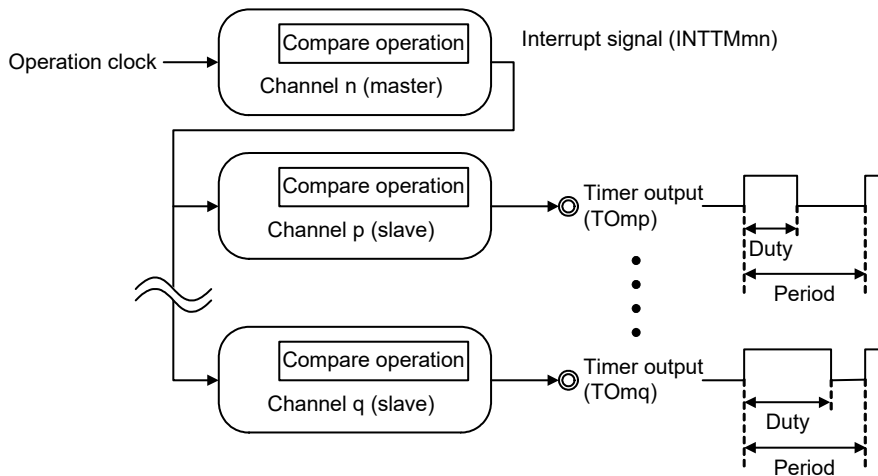 Compare operation
Interrupt signal (INTTMmn)
Operation clock
Channel n (master)
Compare operation
Timer output
(TOmp)
Channel p (slave)
Duty
Period
Compare operation
Timer output
(TOmq)
Channel q (slave)
Duty
Period